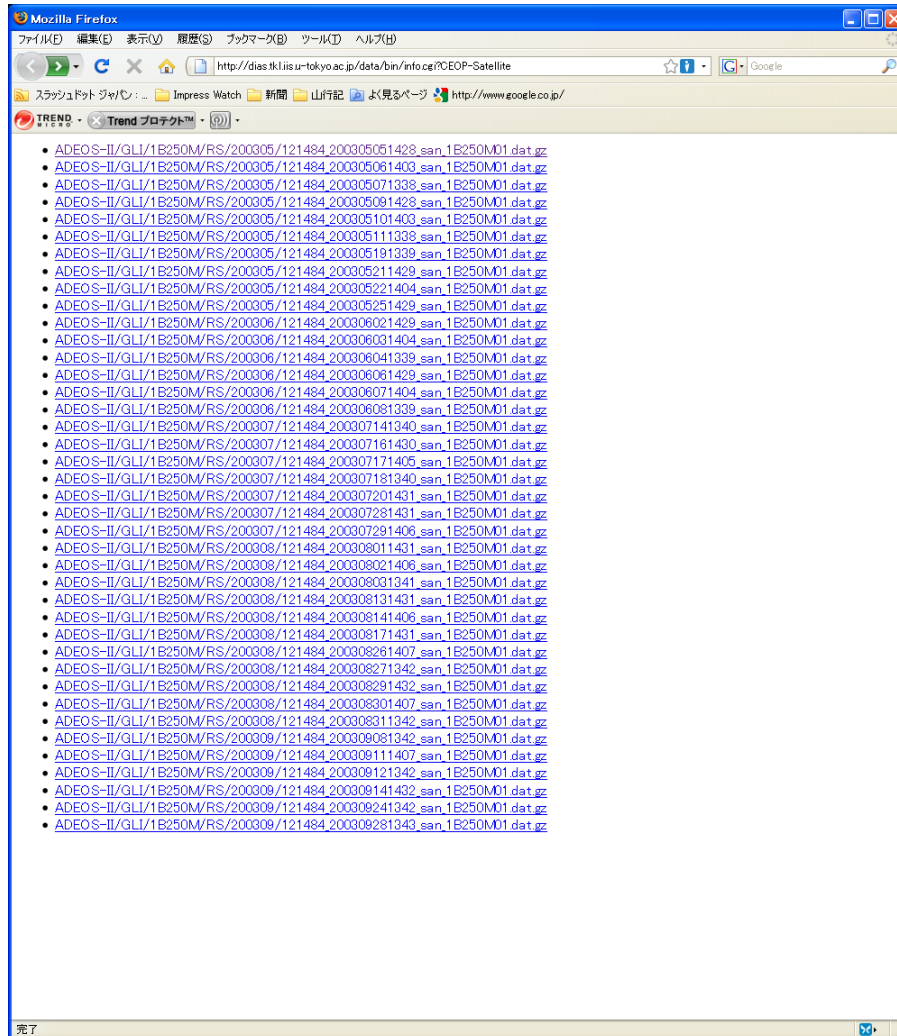 Mozilla Firefox
ファイル(F) 編集(E) 表示(V) 履歴(S) ブックマーク(B) ツール(T) ヘルプ(H)
http://dias.tkl.iis.u-tokyo.ac.jp/data/bin/info.cgi?CEOP-Satellite Google
スラッシュドット ジャパン : ... Impress Watch 新聞 山行記 よく見るページ http://www.google.co.jp/
TREND MICRO Trend プロテクト™
ADEOS-II/GLI/1B250M/RS/200305/121484_200305051428_san_1B250M01.dat.gz
ADEOS-II/GLI/1B250M/RS/200305/121484_200305061403_san_1B250M01.dat.gz
ADEOS-II/GLI/1B250M/RS/200305/121484_200305071338_san_1B250M01.dat.gz
ADEOS-II/GLI/1B250M/RS/200305/121484_200305091428_san_1B250M01.dat.gz
ADEOS-II/GLI/1B250M/RS/200305/121484_200305101403_san_1B250M01.dat.gz
ADEOS-II/GLI/1B250M/RS/200305/121484_200305111338_san_1B250M01.dat.gz
ADEOS-II/GLI/1B250M/RS/200305/121484_200305191339_san_1B250M01.dat.gz
ADEOS-II/GLI/1B250M/RS/200305/121484_200305211429_san_1B250M01.dat.gz
ADEOS-II/GLI/1B250M/RS/200305/121484_200305221404_san_1B250M01.dat.gz
ADEOS-II/GLI/1B250M/RS/200305/121484_200305251429_san_1B250M01.dat.gz
ADEOS-II/GLI/1B250M/RS/200306/121484_200306021429_san_1B250M01.dat.gz
ADEOS-II/GLI/1B250M/RS/200306/121484_200306031404_san_1B250M01.dat.gz
ADEOS-II/GLI/1B250M/RS/200306/121484_200306041339_san_1B250M01.dat.gz
ADEOS-II/GLI/1B250M/RS/200306/121484_200306061429_san_1B250M01.dat.gz
ADEOS-II/GLI/1B250M/RS/200306/121484_200306071404_san_1B250M01.dat.gz
ADEOS-II/GLI/1B250M/RS/200306/121484_200306081339_san_1B250M01.dat.gz
ADEOS-II/GLI/1B250M/RS/200307/121484_200307141340_san_1B250M01.dat.gz
ADEOS-II/GLI/1B250M/RS/200307/121484_200307161430_san_1B250M01.dat.gz
ADEOS-II/GLI/1B250M/RS/200307/121484_200307171405_san_1B250M01.dat.gz
ADEOS-II/GLI/1B250M/RS/200307/121484_200307181340_san_1B250M01.dat.gz
ADEOS-II/GLI/1B250M/RS/200307/121484_200307201431_san_1B250M01.dat.gz
ADEOS-II/GLI/1B250M/RS/200307/121484_200307281431_san_1B250M01.dat.gz
ADEOS-II/GLI/1B250M/RS/200307/121484_200307291406_san_1B250M01.dat.gz
ADEOS-II/GLI/1B250M/RS/200308/121484_200308011431_san_1B250M01.dat.gz
ADEOS-II/GLI/1B250M/RS/200308/121484_200308021406_san_1B250M01.dat.gz
ADEOS-II/GLI/1B250M/RS/200308/121484_200308031341_san_1B250M01.dat.gz
ADEOS-II/GLI/1B250M/RS/200308/121484_200308131431_san_1B250M01.dat.gz
ADEOS-II/GLI/1B250M/RS/200308/121484_200308141406_san_1B250M01.dat.gz
ADEOS-II/GLI/1B250M/RS/200308/121484_200308171431_san_1B250M01.dat.gz
ADEOS-II/GLI/1B250M/RS/200308/121484_200308261407_san_1B250M01.dat.gz
ADEOS-II/GLI/1B250M/RS/200308/121484_200308271342_san_1B250M01.dat.gz
ADEOS-II/GLI/1B250M/RS/200308/121484_200308291432_san_1B250M01.dat.gz
ADEOS-II/GLI/1B250M/RS/200308/121484_200308301407_san_1B250M01.dat.gz
ADEOS-II/GLI/1B250M/RS/200308/121484_200308311342_san_1B250M01.dat.gz
ADEOS-II/GLI/1B250M/RS/200309/121484_200309081342_san_1B250M01.dat.gz
ADEOS-II/GLI/1B250M/RS/200309/121484_200309111407_san_1B250M01.dat.gz
ADEOS-II/GLI/1B250M/RS/200309/121484_200309121342_san_1B250M01.dat.gz
ADEOS-II/GLI/1B250M/RS/200309/121484_200309141432_san_1B250M01.dat.gz
ADEOS-II/GLI/1B250M/RS/200309/121484_200309241342_san_1B250M01.dat.gz
ADEOS-II/GLI/1B250M/RS/200309/121484_200309281343_san_1B250M01.dat.gz
完了